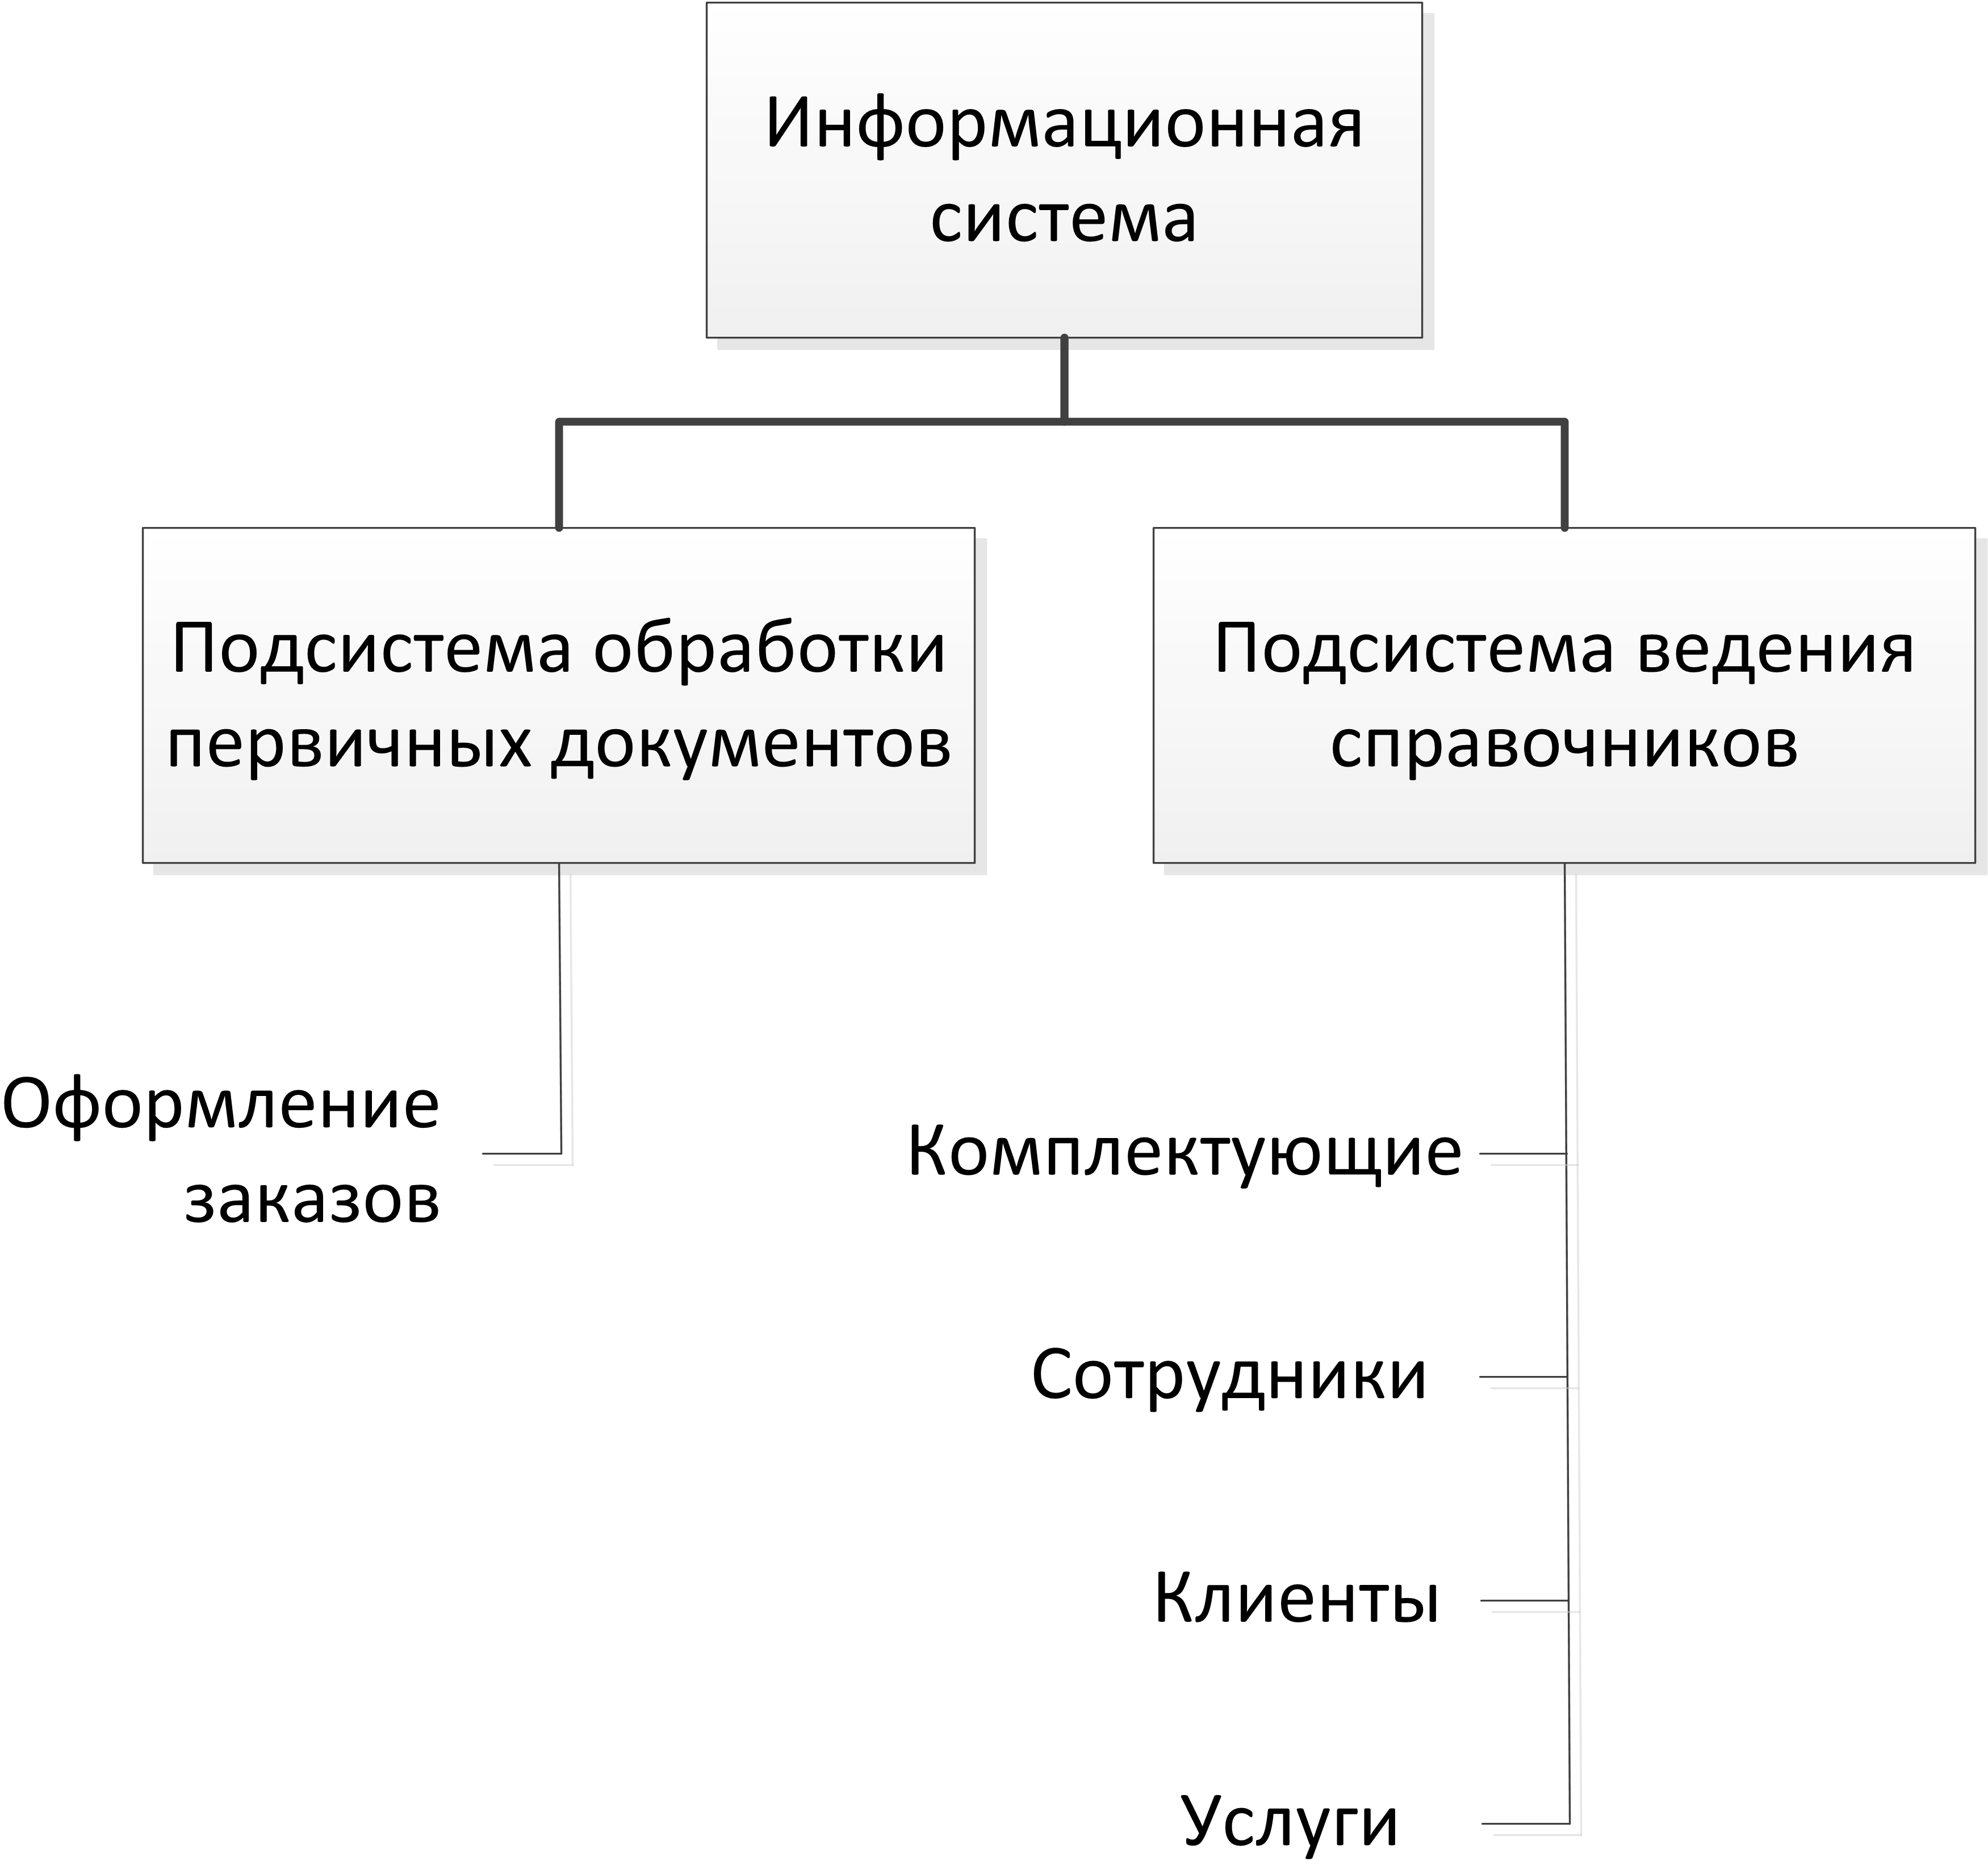 Информационная
система
Подсистема обработки
первичных документов
Подсистема ведения
справочников
Оформление
заказов
Комплектующие
Сотрудники
Клиенты
Услуги